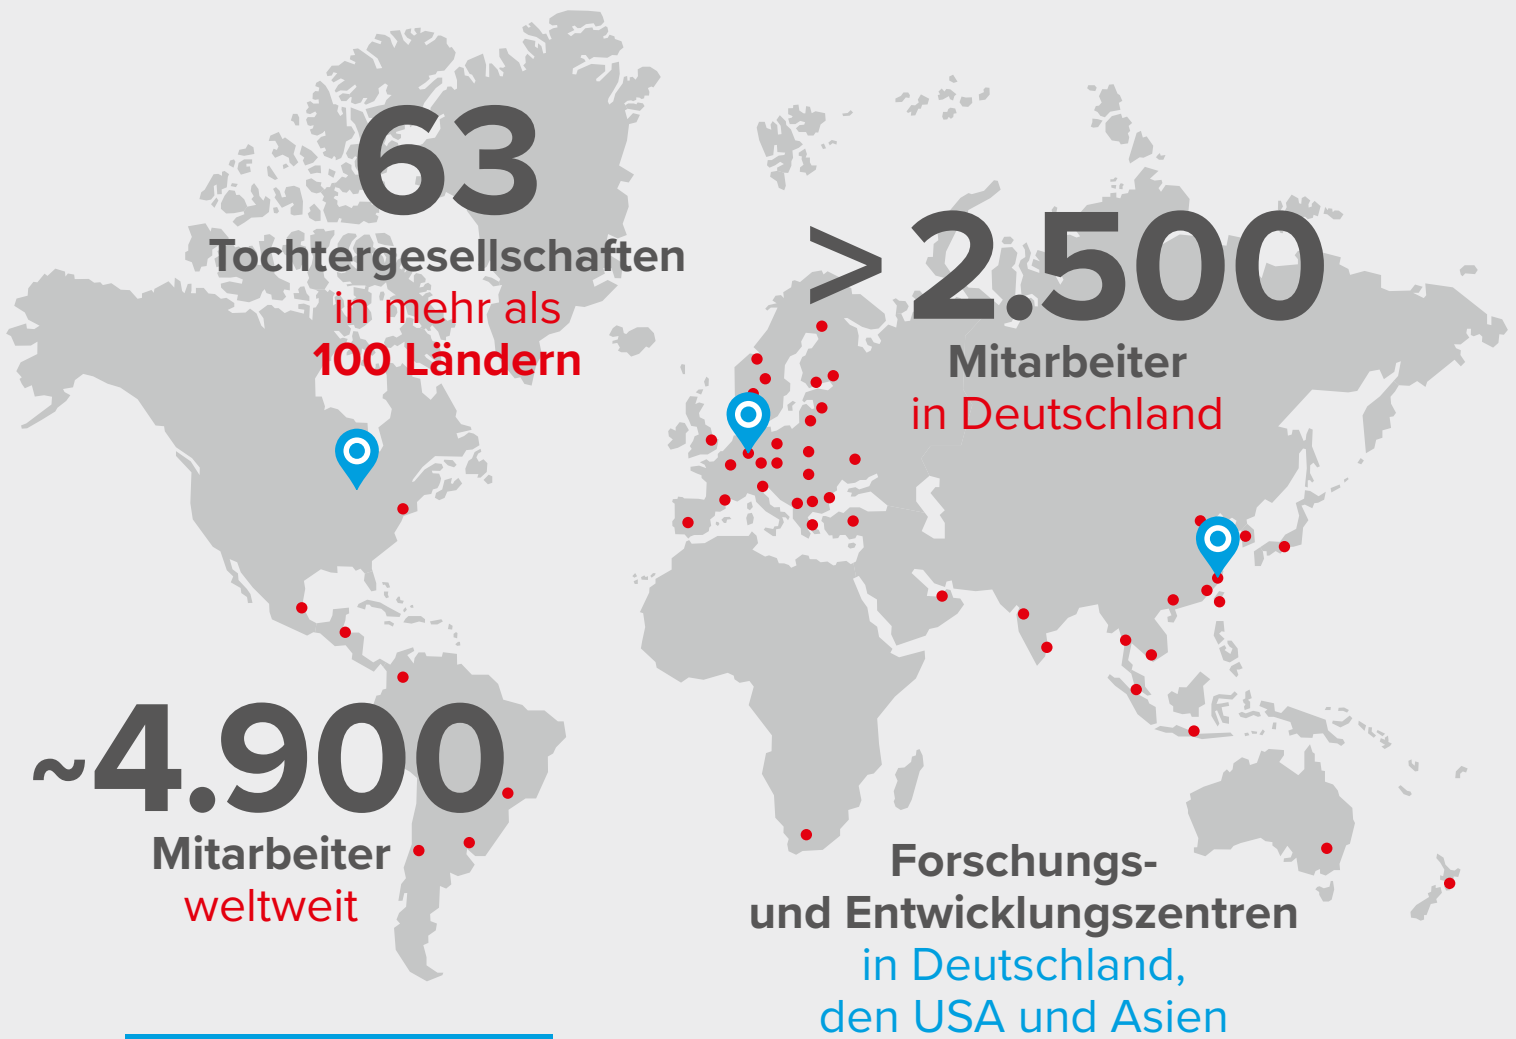 63
Tochtergesellschaften
in mehr als
100 Ländern
> 2.500
Mitarbeiter
in Deutschland
~4.900
Mitarbeiter
weltweit
Forschungs-
und Entwicklungszentren
in Deutschland,
den USA und Asien